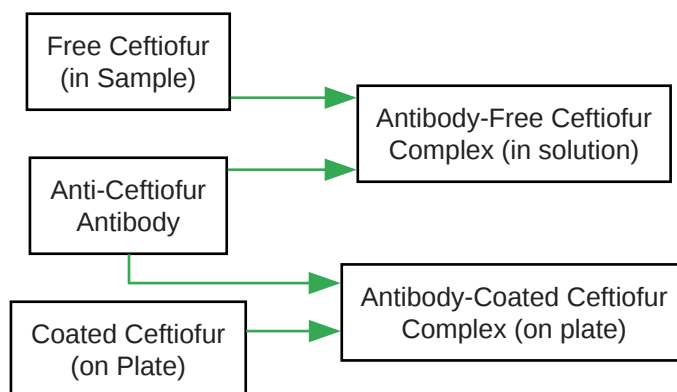 Free Ceftiofur
(in Sample)
Antibody-Free Ceftiofur
Complex (in solution)
Anti-Ceftiofur
Antibody
Antibody-Coated Ceftiofur
Complex (on plate)
Coated Ceftiofur
(on Plate)